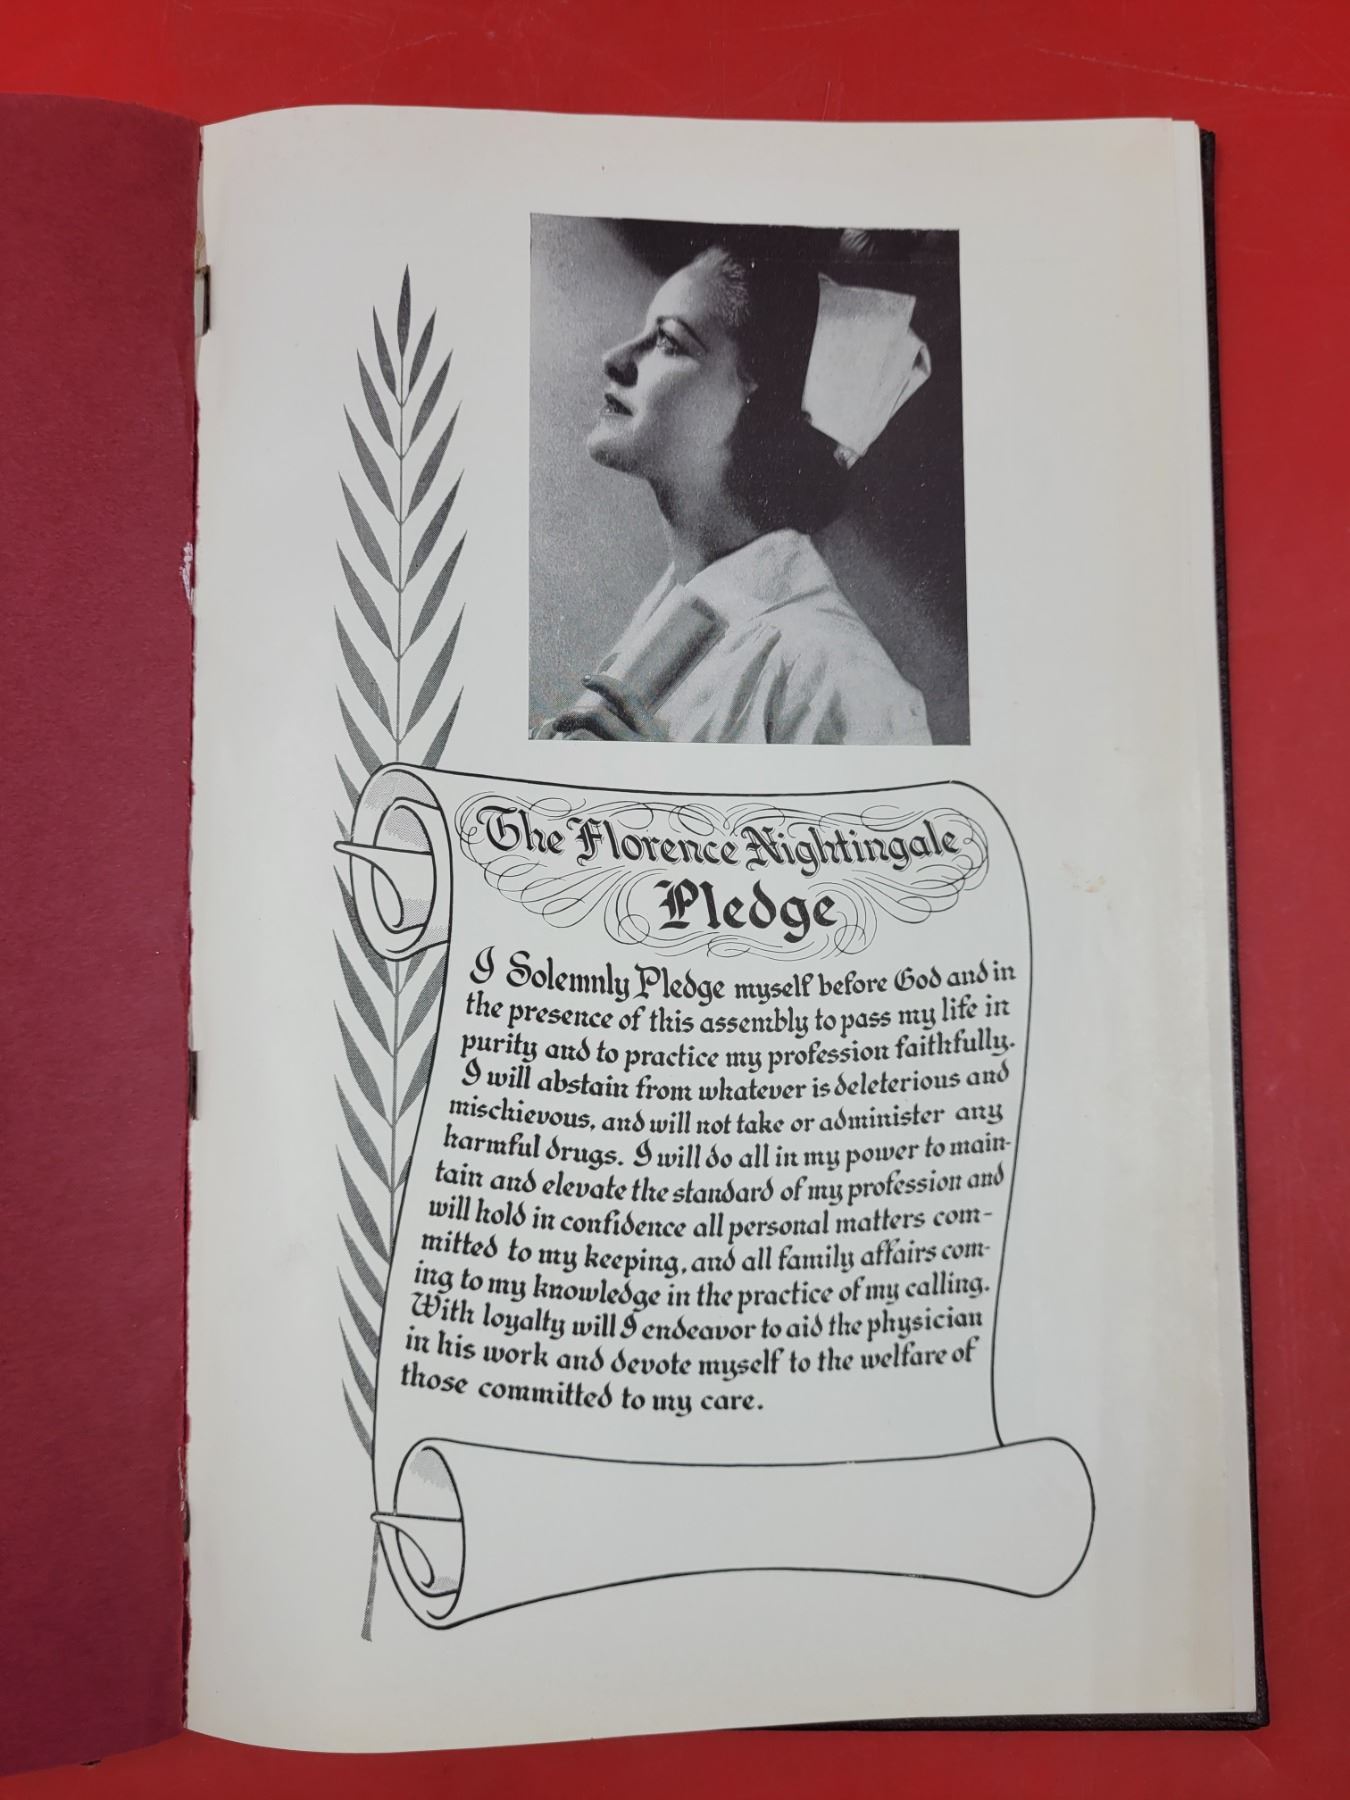 The Florence Nightingale
Pledge
I Solemnly Pledge myself before God and in
the presence of this assembly to pass my life in
purity and to practice my profession faithfully.
I will abstain from whatever is deleterious and
mischievous, and will not take or administer any
harmful drugs. I will do all in my power to main-
tain and elevate the standard of my profession and
will hold in confidence all personal matters com-
mitted to my keeping, and all family affairs com-
ing to my knowledge in the practice of my calling.
With loyalty will I endeavor to aid the physician
in his work and devote myself to the welfare of
those committed to my care.